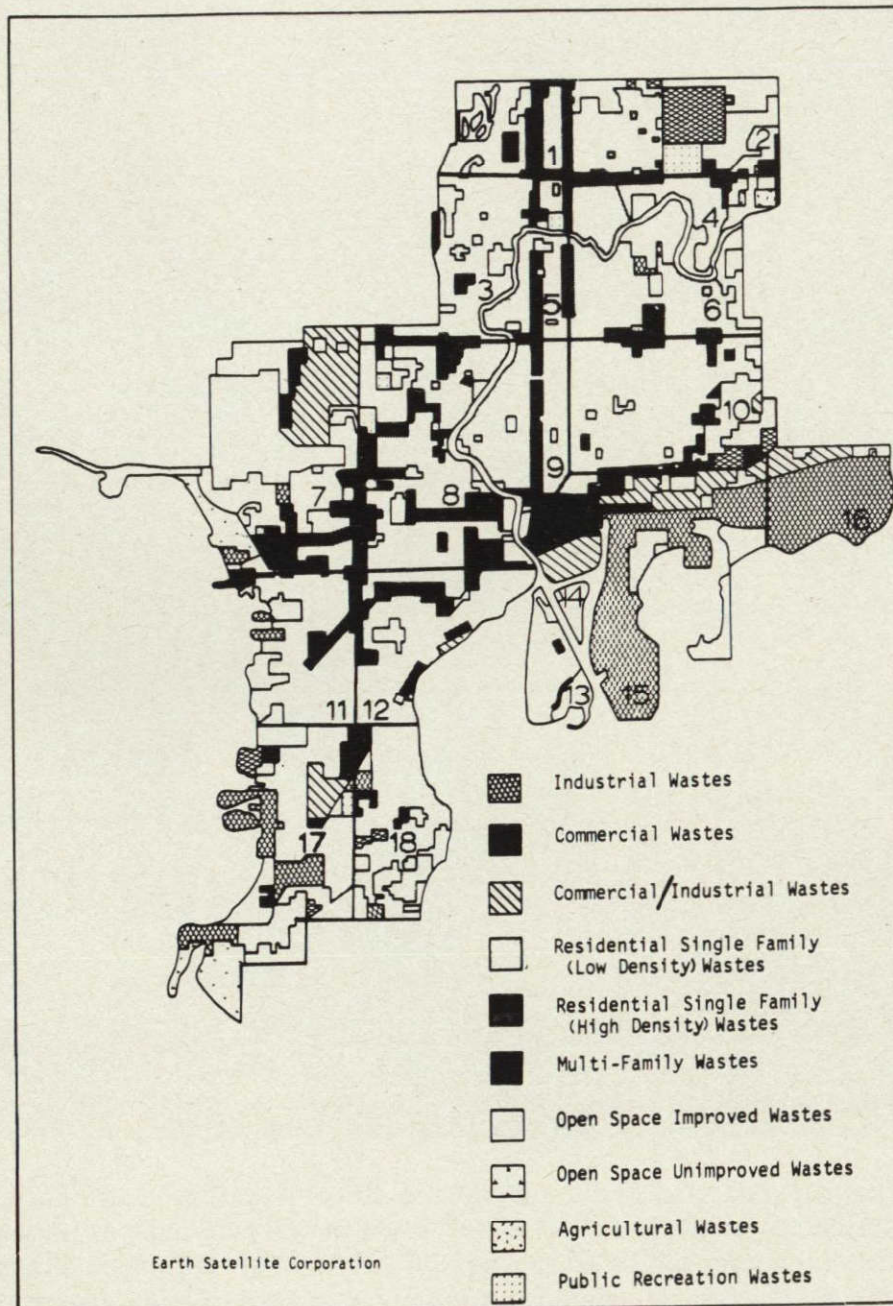 1
2
4
3
5
6
10
9
7
8
16
14
13
15
11 12
17
18
Industrial Wastes
Commercial Wastes
Commercial/Industrial Wastes
Residential Single Family
(Low Density) Wastes
Residential Single Family
(High Density) Wastes
Multi-Family Wastes
Open Space Improved Wastes
Open Space Unimproved Wastes
Agricultural Wastes
Public Recreation Wastes
Earth Satellite Corporation